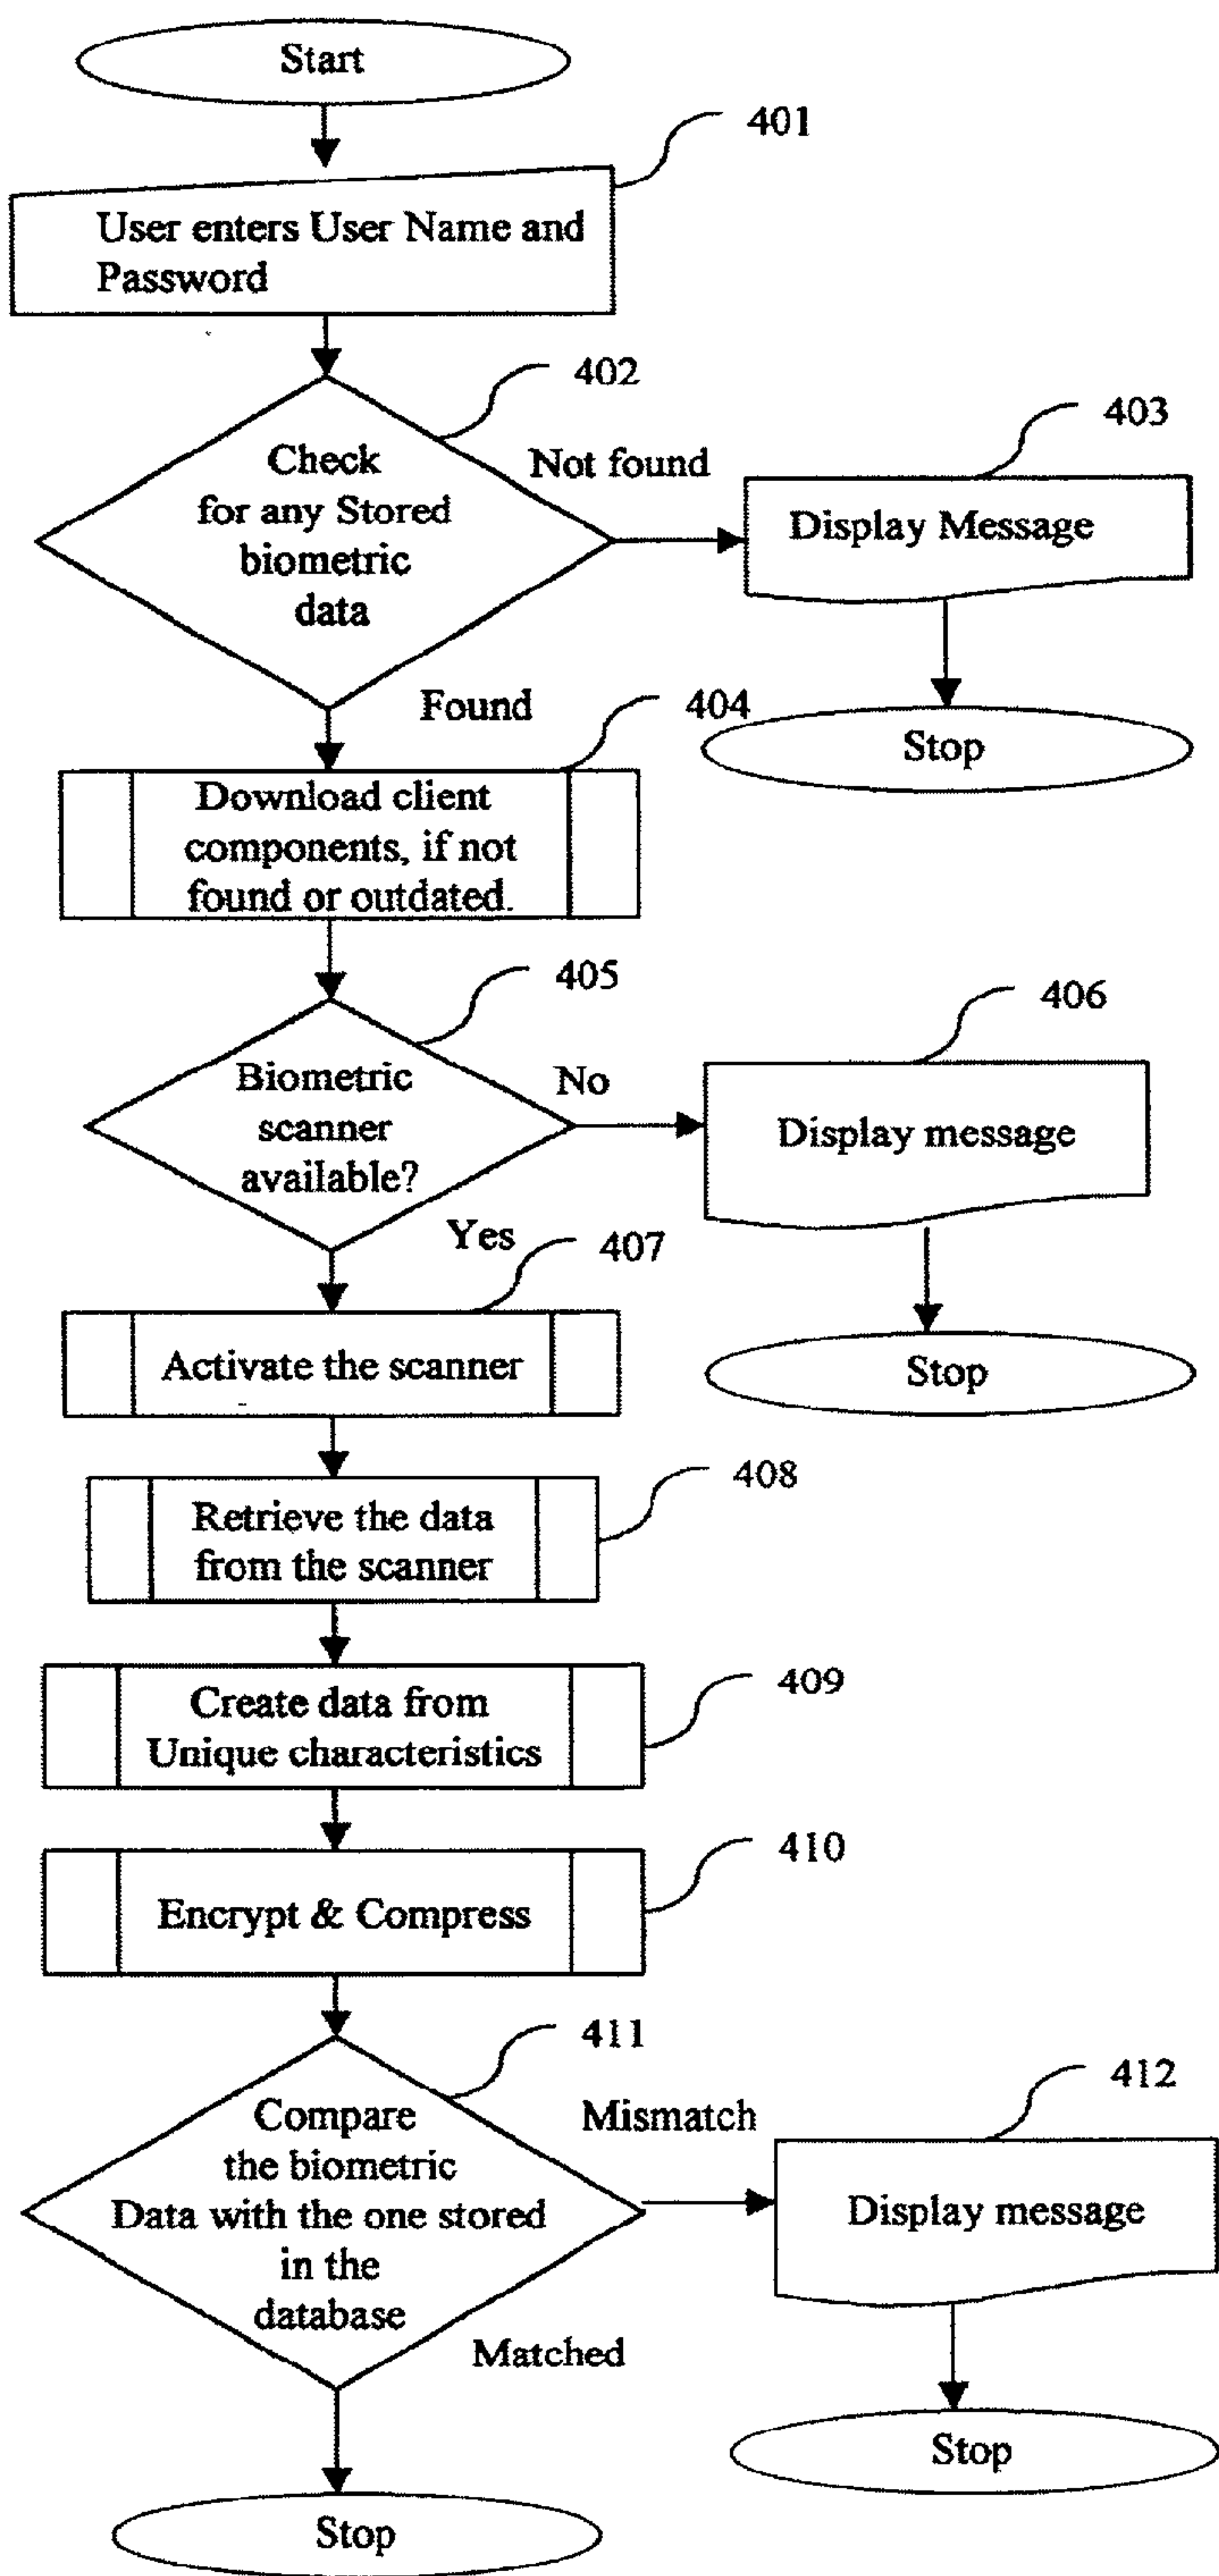 Start
401
User enters User Name and
Password
402
Check
for any Stored
biometric
data
Not found
403
Display Message
Stop
Found
404
Download client
components, if not
found or outdated.
405
Biometric
scanner
available?
No
406
Display message
Stop
Yes
407
Activate the scanner
408
Retrieve the data
from the scanner
409
Create data from
Unique characteristics
410
Encrypt & Compress
411
Compare
the biometric
Data with the one stored
in the
database
Mismatch
412
Display message
Stop
Matched
Stop